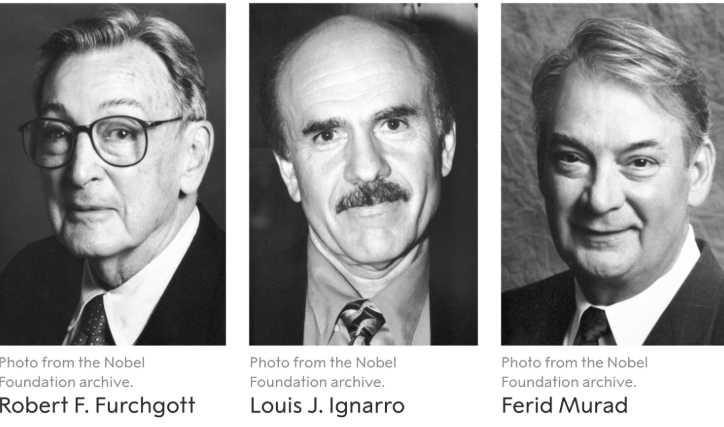 Photo from the Nobel
Foundation archive.
Robert F. Furchgott
Photo from the Nobel
Foundation archive.
Louis J. Ignarro
Photo from the Nobel
Foundation archive.
Ferid Murad